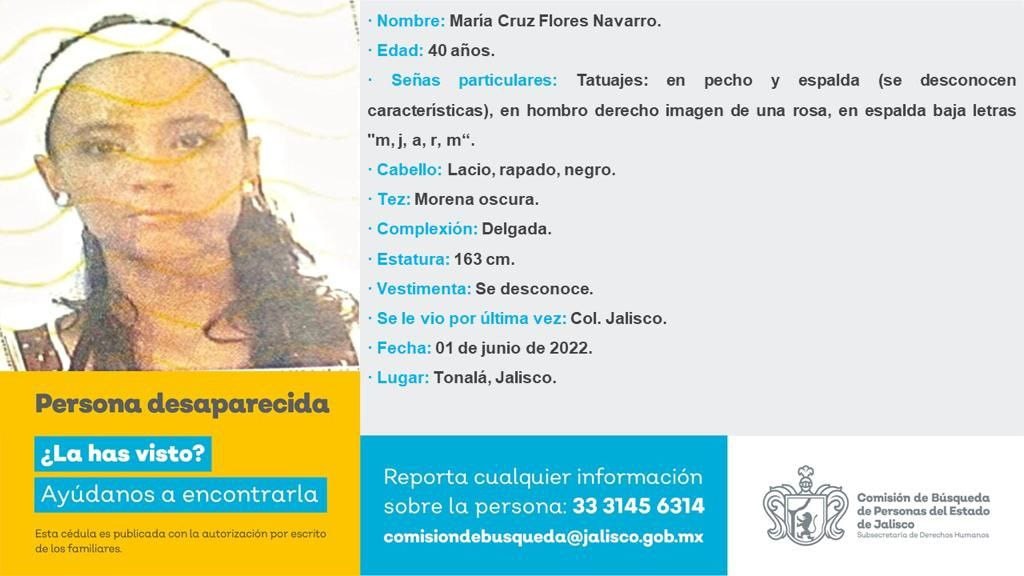 · Nombre: María Cruz Flores Navarro.
· Edad: 40 años.
· Señas particulares: Tatuajes: en pecho y espalda (se desconocen
características), en hombro derecho imagen de una rosa, en espalda baja letras
"m, j, a, r, m“.
· Cabello: Lacio, rapado, negro.
· Tez: Morena oscura.
· Complexión: Delgada.
· Estatura: 163 cm.
· Vestimenta: Se desconoce.
· Se le vio por última vez: Col. Jalisco.
· Fecha: 01 de junio de 2022.
· Lugar: Tonalá, Jalisco.
Persona desaparecida
¿La has visto?
Ayúdanos a encontrarla
Esta cédula es publicada con la autorización por escrito
de los familiares.
Reporta cualquier información
sobre la persona: 33 3145 6314
comisiondebusqueda@jalisco.gob.mx
Comisión de Búsqueda
de Personas del Estado
de Jalisco
Subsecretaría de Derechos Humanos